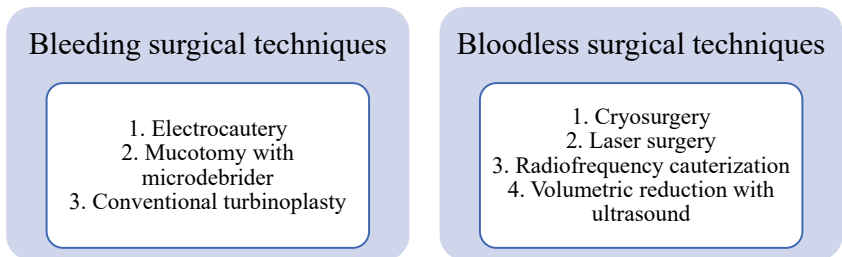 Bleeding surgical techniques
1. Electrocautery
2. Mucotomy with
microdebrider
3. Conventional turbinoplasty
Bloodless surgical techniques
1. Cryosurgery
2. Laser surgery
3. Radiofrequency cauterization
4. Volumetric reduction with
ultrasound